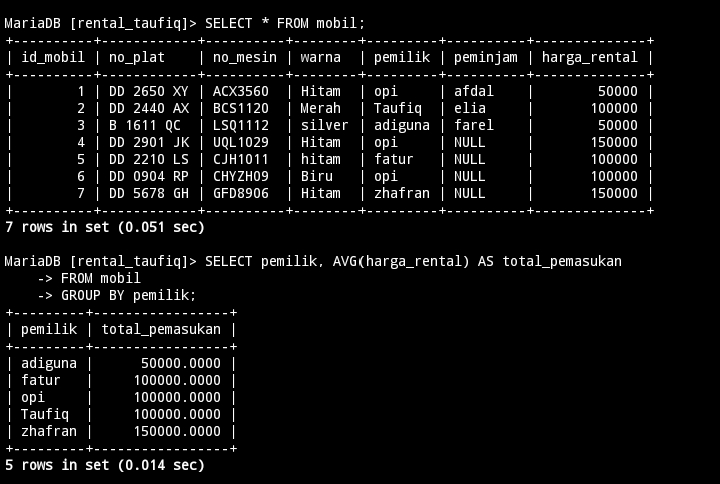 MariaDB [rental_taufiq]> SELECT * FROM mobil;
+----------+------------+----------+--------+---------+----------+--------------+
| id_mobil | no_plat    | no_mesin | warna  | pemilik | peminjam | harga_rental |
+----------+------------+----------+--------+---------+----------+--------------+
|        1 | DD 2650 XY | ACX3560  | Hitam  | opi     | afdal    |        50000 |
|        2 | DD 2440 AX | BCS1120  | Merah  | Taufiq  | elia     |       100000 |
|        3 | B 1611 QC  | LSQ1112  | silver | adiguna | farel    |        50000 |
|        4 | DD 2901 JK | UQL1029  | Hitam  | opi     | NULL     |       150000 |
|        5 | DD 2210 LS | CJH1011  | hitam  | fatur   | NULL     |       100000 |
|        6 | DD 0904 RP | CHYZH09  | Biru   | opi     | NULL     |       100000 |
|        7 | DD 5678 GH | GFD8906  | Hitam  | zhafran | NULL     |       150000 |
+----------+------------+----------+--------+---------+----------+--------------+
7 rows in set (0.051 sec)

MariaDB [rental_taufiq]> SELECT pemilik, AVG(harga_rental) AS total_pemasukan
    -> FROM mobil
    -> GROUP BY pemilik;
+---------+-----------------+
| pemilik | total_pemasukan |
+---------+-----------------+
| adiguna |      50000.0000 |
| fatur   |     100000.0000 |
| opi     |     100000.0000 |
| Taufiq  |     100000.0000 |
| zhafran |     150000.0000 |
+---------+-----------------+
5 rows in set (0.014 sec)